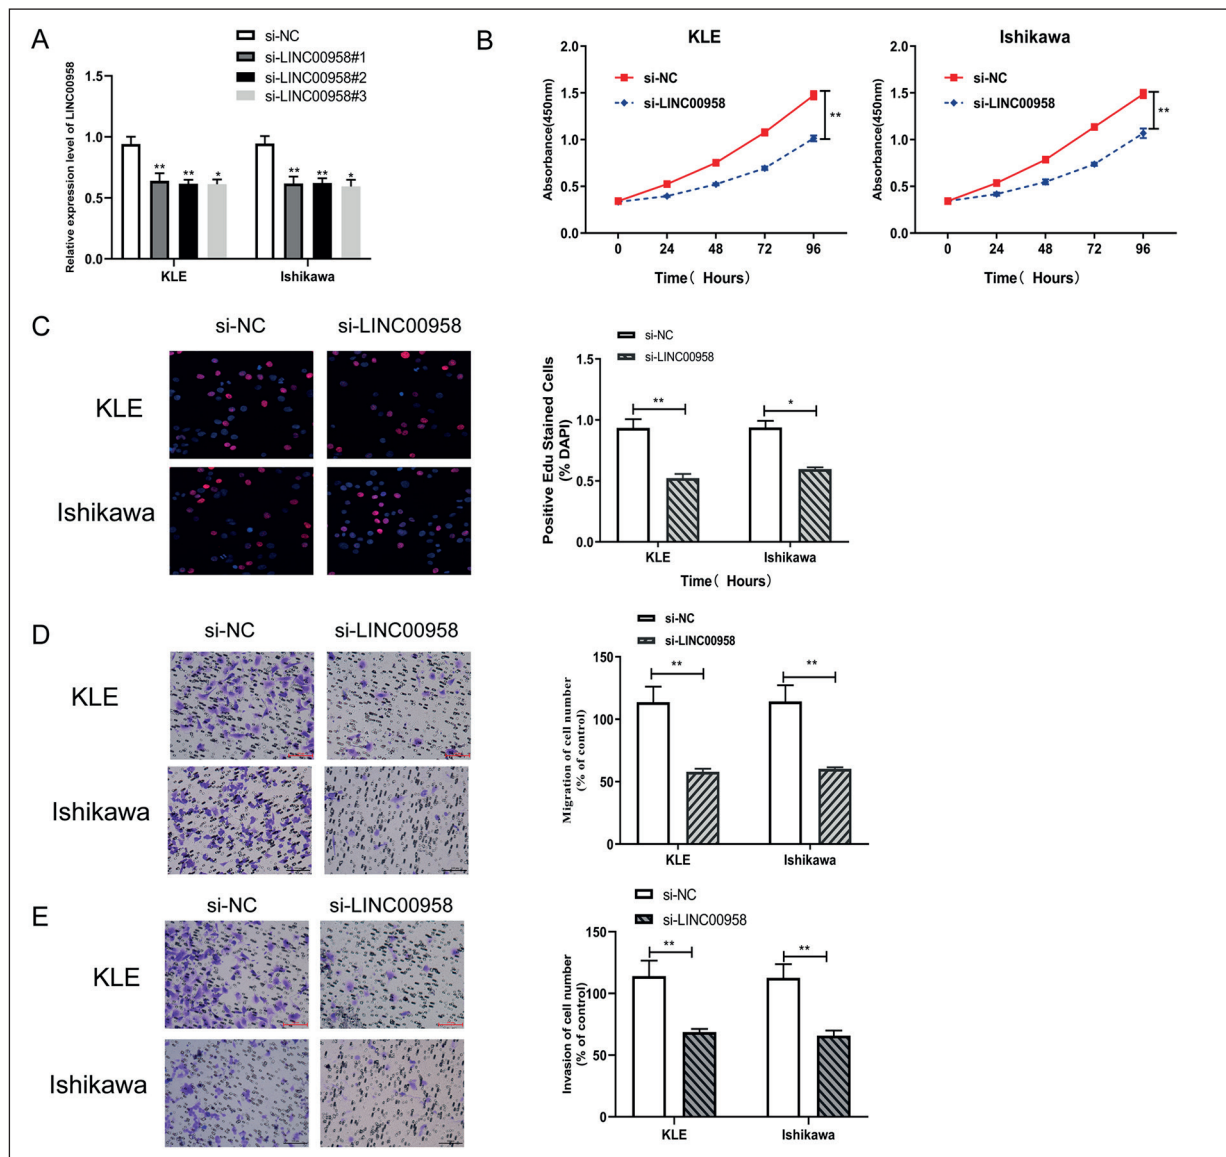 A
si-NC
si-LINC00958#1
si-LINC00958#2
si-LINC00958#3
Relative expression level of LINC00958
1.5
1.0
0.5
0.0
** ** *
** ** *
KLE Ishikawa
B
KLE
Absorbance(450nm)
2.0
1.5
1.0
0.5
0.0
si-NC
si-LINC00958
**
0 24 48 72 96
Time( Hours)
Ishikawa
Absorbance(450nm)
2.0
1.5
1.0
0.5
0.0
si-NC
si-LINC00958
**
0 24 48 72 96
Time( Hours)
C
si-NC si-LINC00958
KLE
Ishikawa
si-NC
si-LINC00958
Positive Edu Stained Cells
(% DAPI)
1.5
1.0
0.5
0.0
** *
KLE Ishikawa
Time( Hours)
D
si-NC si-LINC00958
KLE
Ishikawa
si-NC
si-LINC00958
Migration of cell number
(% of control)
150
100
50
0
** **
KLE Ishikawa
E
si-NC si-LINC00958
KLE
Ishikawa
si-NC
si-LINC00958
Invasion of cell number
(% of control)
150
100
50
0
** **
KLE Ishikawa